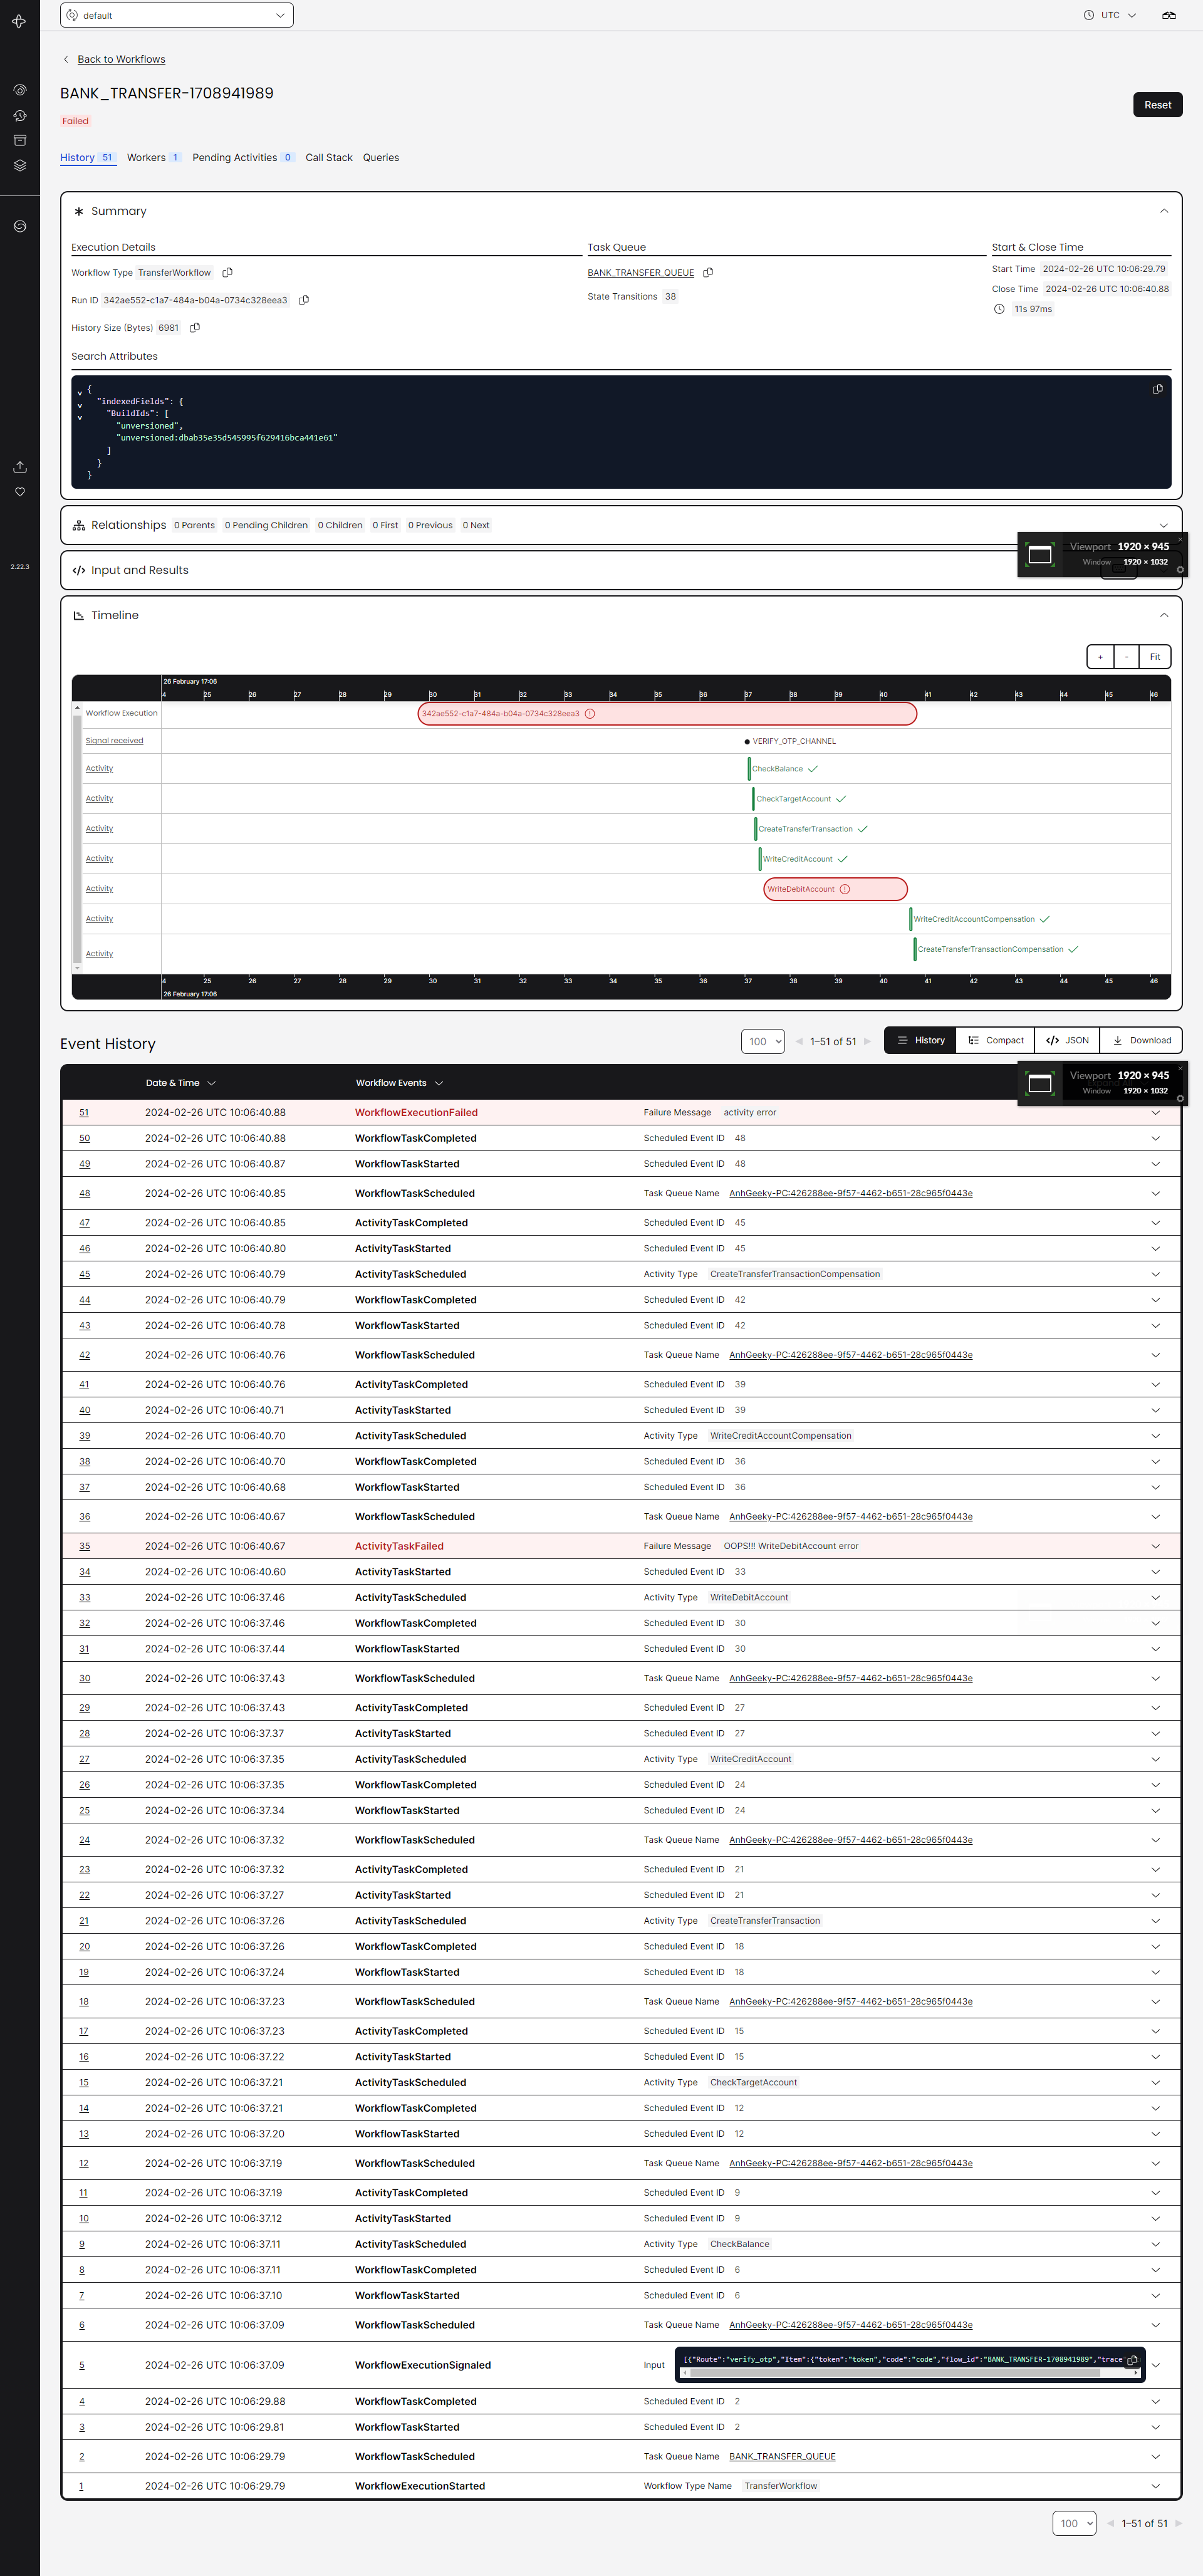 default
UTC
Back to Workflows
BANK_TRANSFER-1708941989
Reset
Failed
History 51 Workers 1 Pending Activities 0 Call Stack Queries
Summary
Execution Details
Workflow Type TransferWorkflow
Run ID 342ae552-c1a7-484a-b04a-0734c328eea3
History Size (Bytes) 6981
Task Queue
BANK_TRANSFER_QUEUE
State Transitions 38
Start & Close Time
Start Time 2024-02-26 UTC 10:06:29.79
Close Time 2024-02-26 UTC 10:06:40.88
11s 97ms
Search Attributes
{
"indexedFields": {
"BuildIds": [
"unversioned",
"unversioned:dbab35e35d545995f629416bca441e61"
]
}
}
Relationships 0 Parents 0 Pending Children 0 Children 0 First 0 Previous 0 Next
Viewport 1920 × 945
Window 1920 × 1032
2.22.3
Input and Results
Timeline
+ - Fit
26 February 17:06
4 25 26 27 28 29 30 31 32 33 34 35 36 37 38 39 40 41 42 43 44 45 46
Workflow Execution 342ae552-c1a7-484a-b04a-0734c328eea3
Signal received VERIFY_OTP_CHANNEL
Activity CheckBalance
Activity CheckTargetAccount
Activity CreateTransferTransaction
Activity WriteCreditAccount
Activity WriteDebitAccount
Activity WriteCreditAccountCompensation
Activity CreateTransferTransactionCompensation
4 25 26 27 28 29 30 31 32 33 34 35 36 37 38 39 40 41 42 43 44 45 46
26 February 17:06
Event History 100 1–51 of 51 History Compact JSON Download
Date & Time Workflow Events
Viewport 1920 × 945
Window 1920 × 1032
51 2024-02-26 UTC 10:06:40.88 WorkflowExecutionFailed Failure Message activity error
50 2024-02-26 UTC 10:06:40.88 WorkflowTaskCompleted Scheduled Event ID 48
49 2024-02-26 UTC 10:06:40.87 WorkflowTaskStarted Scheduled Event ID 48
48 2024-02-26 UTC 10:06:40.85 WorkflowTaskScheduled Task Queue Name AnhGeeky-PC:426288ee-9f57-4462-b651-28c965f0443e
47 2024-02-26 UTC 10:06:40.85 ActivityTaskCompleted Scheduled Event ID 45
46 2024-02-26 UTC 10:06:40.80 ActivityTaskStarted Scheduled Event ID 45
45 2024-02-26 UTC 10:06:40.79 ActivityTaskScheduled Activity Type CreateTransferTransactionCompensation
44 2024-02-26 UTC 10:06:40.79 WorkflowTaskCompleted Scheduled Event ID 42
43 2024-02-26 UTC 10:06:40.78 WorkflowTaskStarted Scheduled Event ID 42
42 2024-02-26 UTC 10:06:40.76 WorkflowTaskScheduled Task Queue Name AnhGeeky-PC:426288ee-9f57-4462-b651-28c965f0443e
41 2024-02-26 UTC 10:06:40.76 ActivityTaskCompleted Scheduled Event ID 39
40 2024-02-26 UTC 10:06:40.71 ActivityTaskStarted Scheduled Event ID 39
39 2024-02-26 UTC 10:06:40.70 ActivityTaskScheduled Activity Type WriteCreditAccountCompensation
38 2024-02-26 UTC 10:06:40.70 WorkflowTaskCompleted Scheduled Event ID 36
37 2024-02-26 UTC 10:06:40.68 WorkflowTaskStarted Scheduled Event ID 36
36 2024-02-26 UTC 10:06:40.67 WorkflowTaskScheduled Task Queue Name AnhGeeky-PC:426288ee-9f57-4462-b651-28c965f0443e
35 2024-02-26 UTC 10:06:40.67 ActivityTaskFailed Failure Message OOPS!!! WriteDebitAccount error
34 2024-02-26 UTC 10:06:40.60 ActivityTaskStarted Scheduled Event ID 33
33 2024-02-26 UTC 10:06:37.46 ActivityTaskScheduled Activity Type WriteDebitAccount
32 2024-02-26 UTC 10:06:37.46 WorkflowTaskCompleted Scheduled Event ID 30
31 2024-02-26 UTC 10:06:37.44 WorkflowTaskStarted Scheduled Event ID 30
30 2024-02-26 UTC 10:06:37.43 WorkflowTaskScheduled Task Queue Name AnhGeeky-PC:426288ee-9f57-4462-b651-28c965f0443e
29 2024-02-26 UTC 10:06:37.43 ActivityTaskCompleted Scheduled Event ID 27
28 2024-02-26 UTC 10:06:37.37 ActivityTaskStarted Scheduled Event ID 27
27 2024-02-26 UTC 10:06:37.35 ActivityTaskScheduled Activity Type WriteCreditAccount
26 2024-02-26 UTC 10:06:37.35 WorkflowTaskCompleted Scheduled Event ID 24
25 2024-02-26 UTC 10:06:37.34 WorkflowTaskStarted Scheduled Event ID 24
24 2024-02-26 UTC 10:06:37.32 WorkflowTaskScheduled Task Queue Name AnhGeeky-PC:426288ee-9f57-4462-b651-28c965f0443e
23 2024-02-26 UTC 10:06:37.32 ActivityTaskCompleted Scheduled Event ID 21
22 2024-02-26 UTC 10:06:37.27 ActivityTaskStarted Scheduled Event ID 21
21 2024-02-26 UTC 10:06:37.26 ActivityTaskScheduled Activity Type CreateTransferTransaction
20 2024-02-26 UTC 10:06:37.26 WorkflowTaskCompleted Scheduled Event ID 18
19 2024-02-26 UTC 10:06:37.24 WorkflowTaskStarted Scheduled Event ID 18
18 2024-02-26 UTC 10:06:37.23 WorkflowTaskScheduled Task Queue Name AnhGeeky-PC:426288ee-9f57-4462-b651-28c965f0443e
17 2024-02-26 UTC 10:06:37.23 ActivityTaskCompleted Scheduled Event ID 15
16 2024-02-26 UTC 10:06:37.22 ActivityTaskStarted Scheduled Event ID 15
15 2024-02-26 UTC 10:06:37.21 ActivityTaskScheduled Activity Type CheckTargetAccount
14 2024-02-26 UTC 10:06:37.21 WorkflowTaskCompleted Scheduled Event ID 12
13 2024-02-26 UTC 10:06:37.20 WorkflowTaskStarted Scheduled Event ID 12
12 2024-02-26 UTC 10:06:37.19 WorkflowTaskScheduled Task Queue Name AnhGeeky-PC:426288ee-9f57-4462-b651-28c965f0443e
11 2024-02-26 UTC 10:06:37.19 ActivityTaskCompleted Scheduled Event ID 9
10 2024-02-26 UTC 10:06:37.12 ActivityTaskStarted Scheduled Event ID 9
9 2024-02-26 UTC 10:06:37.11 ActivityTaskScheduled Activity Type CheckBalance
8 2024-02-26 UTC 10:06:37.11 WorkflowTaskCompleted Scheduled Event ID 6
7 2024-02-26 UTC 10:06:37.10 WorkflowTaskStarted Scheduled Event ID 6
6 2024-02-26 UTC 10:06:37.09 WorkflowTaskScheduled Task Queue Name AnhGeeky-PC:426288ee-9f57-4462-b651-28c965f0443e
5 2024-02-26 UTC 10:06:37.09 WorkflowExecutionSignaled Input [{"Route":"verify_otp","Item":{"token":"token","code":"code","flow_id":"BANK_TRANSFER-1708941989","trace
4 2024-02-26 UTC 10:06:29.88 WorkflowTaskCompleted Scheduled Event ID 2
3 2024-02-26 UTC 10:06:29.81 WorkflowTaskStarted Scheduled Event ID 2
2 2024-02-26 UTC 10:06:29.79 WorkflowTaskScheduled Task Queue Name BANK_TRANSFER_QUEUE
1 2024-02-26 UTC 10:06:29.79 WorkflowExecutionStarted Workflow Type Name TransferWorkflow
100 1–51 of 51